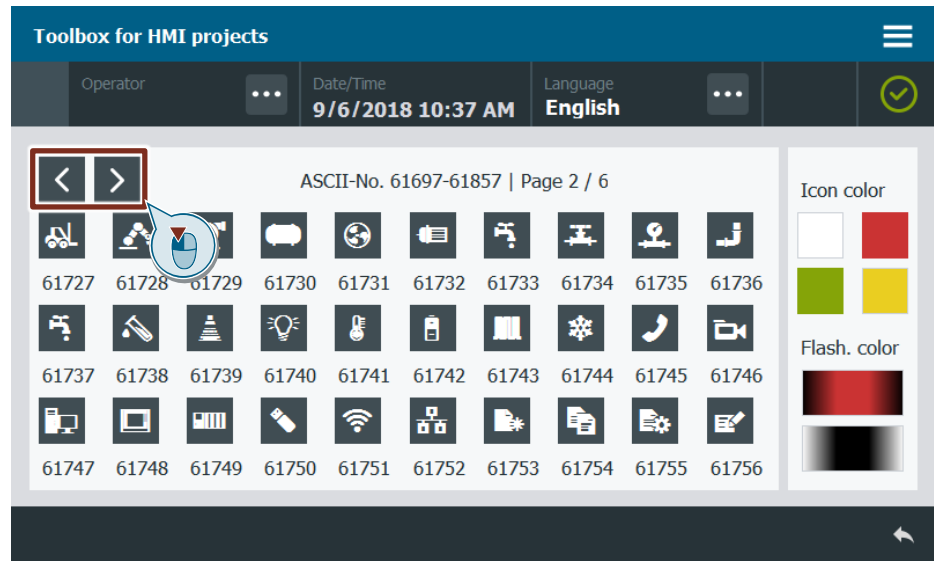 Toolbox for HMI projects
Operator
Date/Time
9/6/2018 10:37 AM
Language
English
ASCII-No. 61697-61857 | Page 2 / 6
61727 61728 61729 61730 61731 61732 61733 61734 61735 61736
61737 61738 61739 61740 61741 61742 61743 61744 61745 61746
61747 61748 61749 61750 61751 61752 61753 61754 61755 61756
Icon color
Flash. color